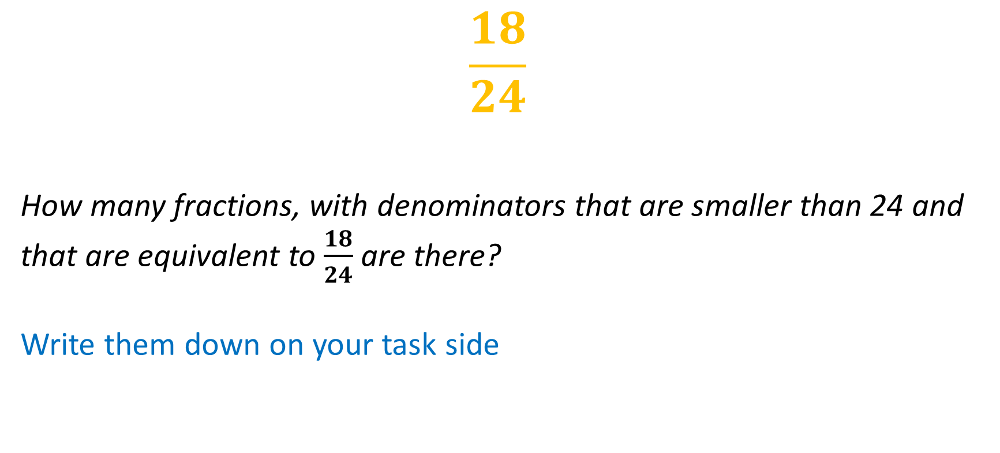 18
24
How many fractions, with denominators that are smaller than 24 and
that are equivalent to 18/24 are there?
Write them down on your task side